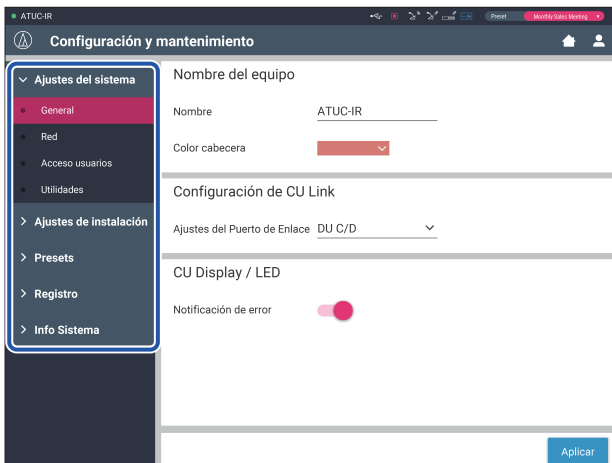 ATUC-IR
Preset
Monthly Sales Meeting
Configuración y mantenimiento
Ajustes del sistema
General
Red
Acceso usuarios
Utilidades
Ajustes de instalación
Presets
Registro
Info Sistema
Nombre del equipo
Nombre ATUC-IR
Color cabecera
Configuración de CU Link
Ajustes del Puerto de Enlace DU C/D
CU Display / LED
Notificación de error
Aplicar